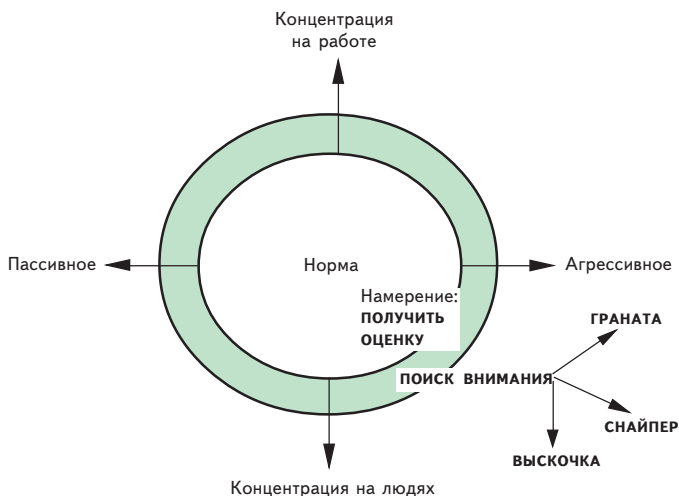 Концентрация
на работе
Пассивное
Норма
Агрессивное
Намерение:
ПОЛУЧИТЬ
ОЦЕНКУ
ГРАНАТА
ПОИСК ВНИМАНИЯ
СНАЙПЕР
ВЫСКОЧКА
Концентрация на людях